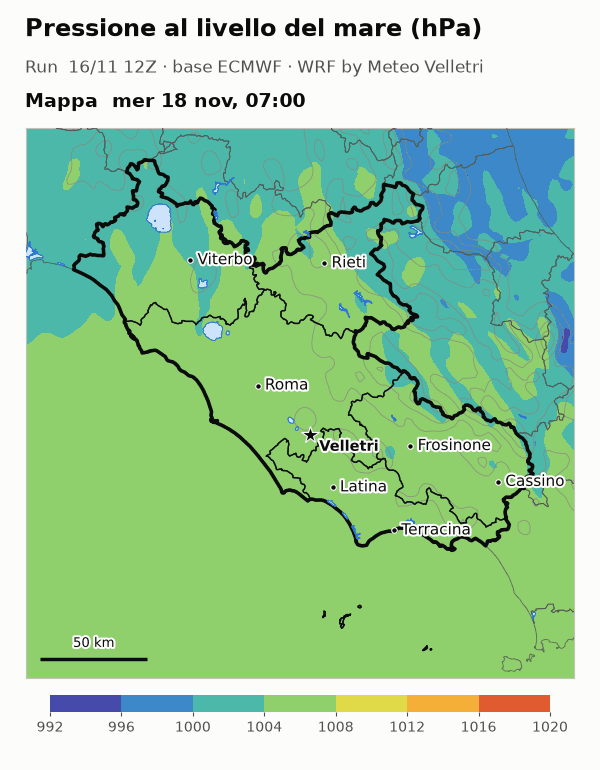 Pressione al livello del mare (hPa)
Run  16/11 12Z · base ECMWF · WRF by Meteo Velletri
Mappa  mer 18 nov, 07:00
Viterbo
Rieti
Roma
Velletri
Frosinone
Latina
Cassino
Terracina
50 km
992 996 1000 1004 1008 1012 1016 1020